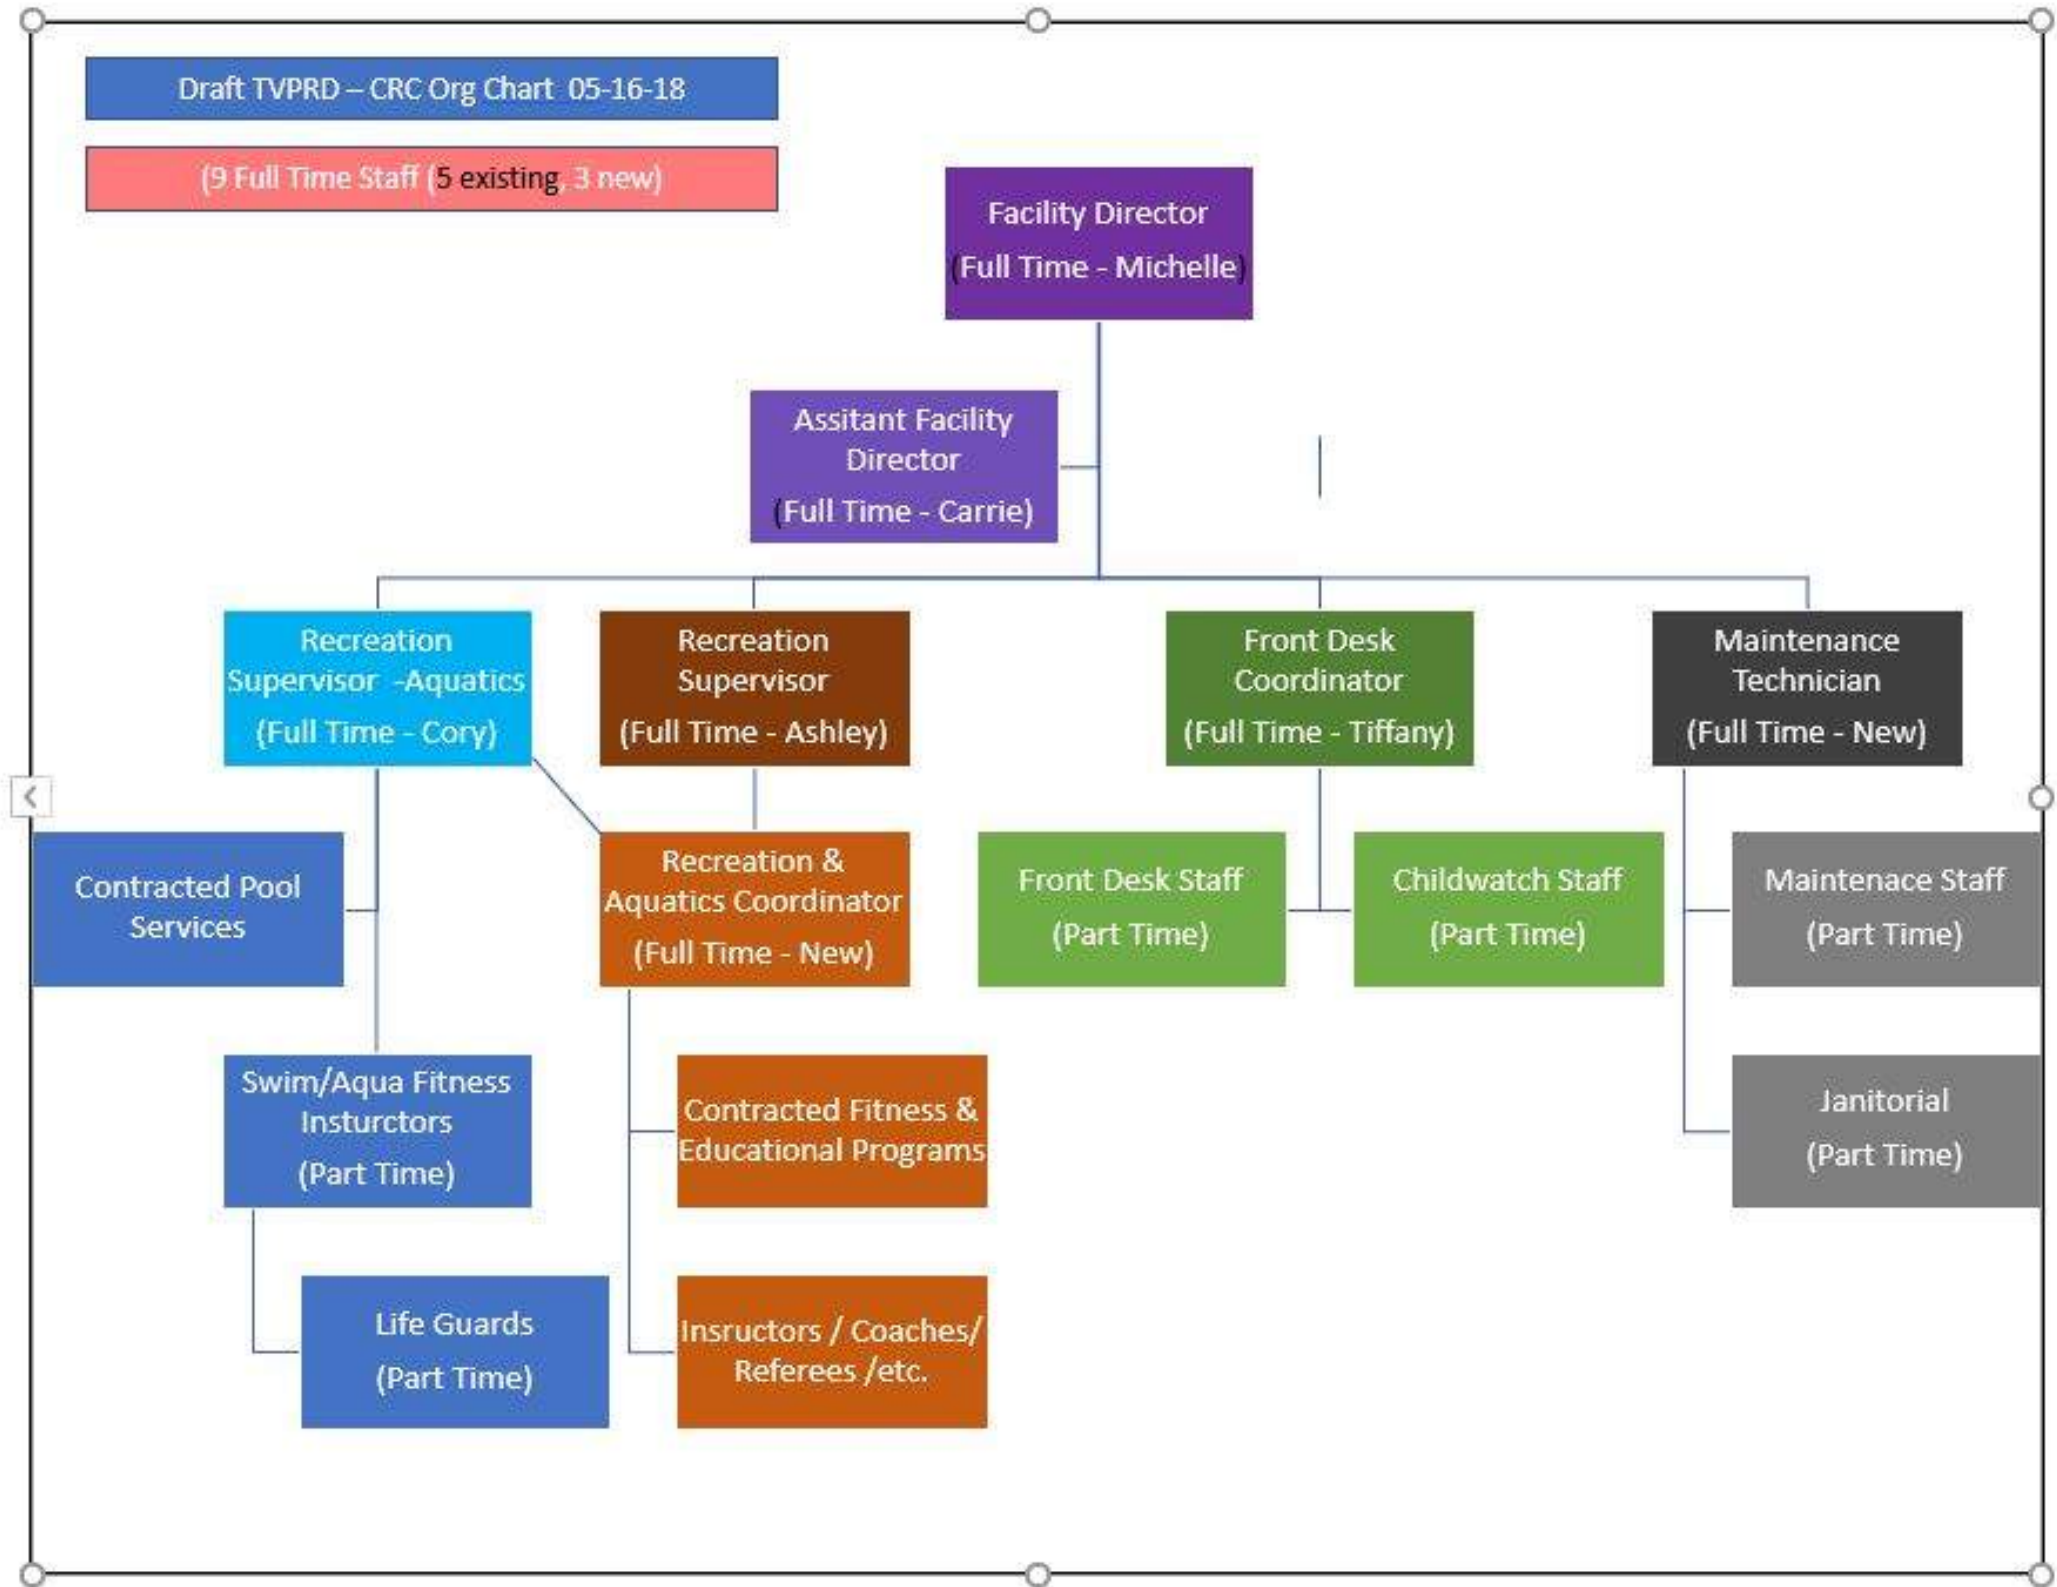 Draft TVPRD – CRC Org Chart  05-16-18
(9 Full Time Staff (5 existing, 3 new)
Facility Director
(Full Time - Michelle)
Assitant Facility
Director
(Full Time - Carrie)
Recreation
Supervisor  -Aquatics
(Full Time - Cory)
Recreation
Supervisor
(Full Time - Ashley)
Front Desk
Coordinator
(Full Time - Tiffany)
Maintenance
Technician
(Full Time - New)
Contracted Pool
Services
Recreation &
Aquatics Coordinator
(Full Time - New)
Front Desk Staff
(Part Time)
Childwatch Staff
(Part Time)
Maintenace Staff
(Part Time)
Swim/Aqua Fitness
Insturctors
(Part Time)
Contracted Fitness &
Educational Programs
Janitorial
(Part Time)
Life Guards
(Part Time)
Insructors / Coaches/
Referees /etc.